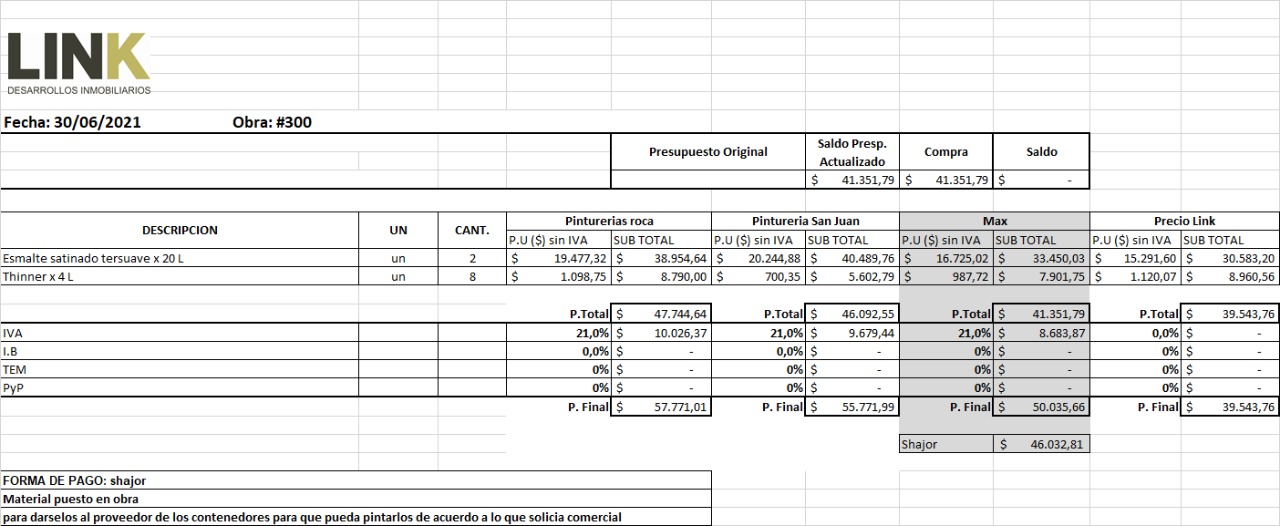 LINK
DESARROLLOS INMOBILIARIOS
Fecha: 30/06/2021 Obra: #300
Presupuesto Original Saldo Presp. Actualizado Compra Saldo
$ 41.351,79 $ 41.351,79 $ -
DESCRIPCION UN CANT. Pinturerias roca Pintureria San Juan Max Precio Link
P.U ($) sin IVA SUB TOTAL P.U ($) sin IVA SUB TOTAL P.U ($) sin IVA SUB TOTAL P.U ($) sin IVA SUB TOTAL
Esmalte satinado tersuave x 20 L un 2 $ 19.477,32 $ 38.954,64 $ 20.244,88 $ 40.489,76 $ 16.725,02 $ 33.450,03 $ 15.291,60 $ 30.583,20
Thinner x 4 L un 8 $ 1.098,75 $ 8.790,00 $ 700,35 $ 5.602,79 $ 987,72 $ 7.901,75 $ 1.120,07 $ 8.960,56
P.Total $ 47.744,64 P.Total $ 46.092,55 P.Total $ 41.351,79 P.Total $ 39.543,76
IVA 21,0% $ 10.026,37 21,0% $ 9.679,44 21,0% $ 8.683,87 0,0% $ -
I.B 0,0% $ - 0,0% $ - 0% $ - 0% $ -
TEM 0% $ - 0% $ - 0% $ - 0% $ -
PyP 0% $ - 0% $ - 0% $ - 0% $ -
P. Final $ 57.771,01 P. Final $ 55.771,99 P. Final $ 50.035,66 P. Final $ 39.543,76
Shajor $ 46.032,81
FORMA DE PAGO: shajor
Material puesto en obra
para darselos al proveedor de los contenedores para que pueda pintarlos de acuerdo a lo que solicia comercial